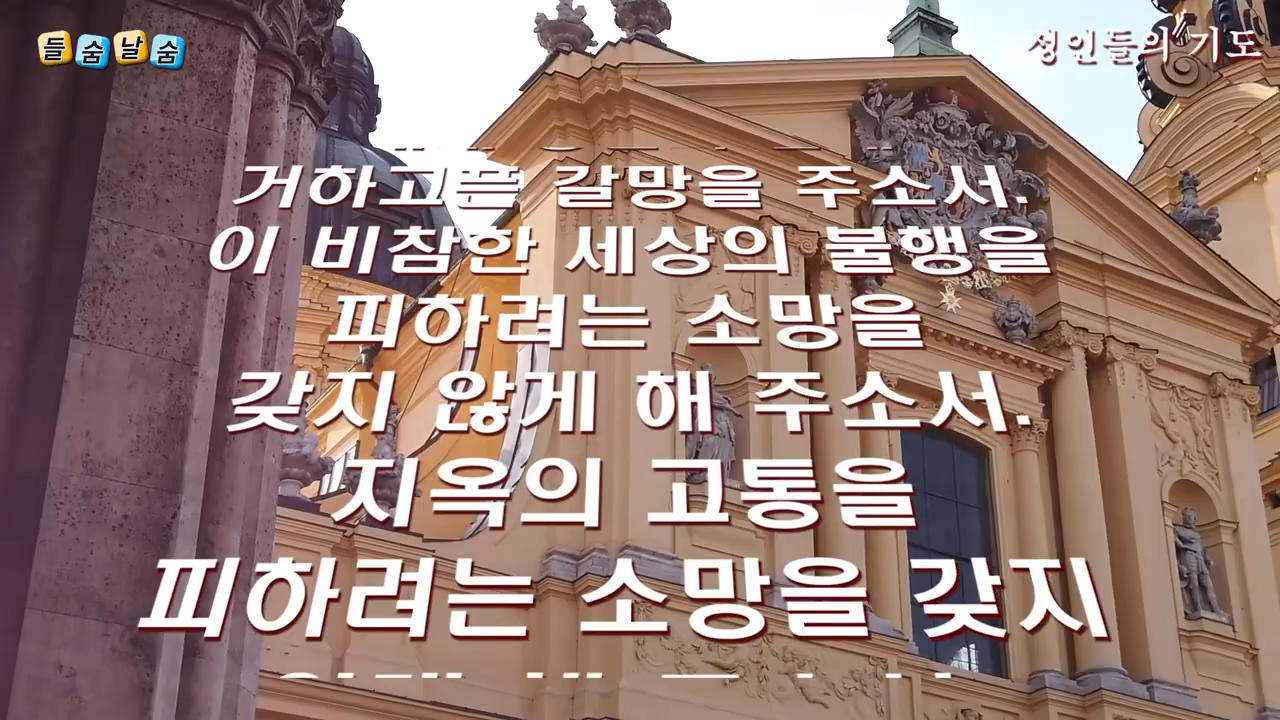 들숨날숨
성인들의 기도
거하고픈 갈망을 주소서.
이 비참한 세상의 불행을
피하려는 소망을
갖지 않게 해 주소서.
지옥의 고통을
피하려는 소망을 갖지